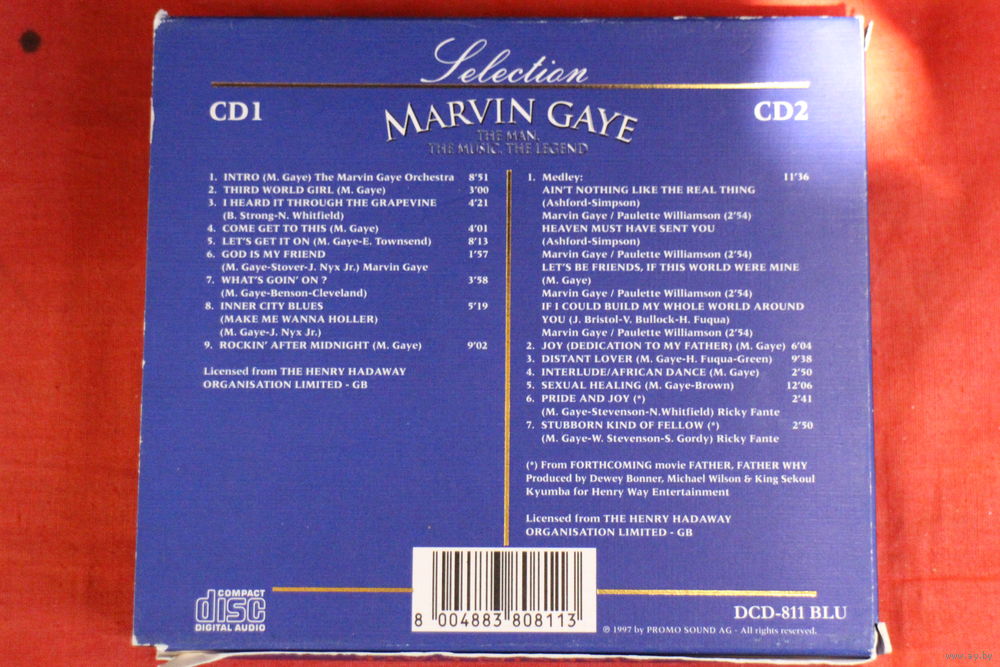 Selection
CD1
MARVIN GAYE
THE MAN,
THE MUSIC, THE LEGEND
CD2
1. INTRO (M. Gaye) The Marvin Gaye Orchestra 8'51
2. THIRD WORLD GIRL (M. Gaye) 3'00
3. I HEARD IT THROUGH THE GRAPEVINE 4'21
(B. Strong-N. Whitfield)
4. COME GET TO THIS (M. Gaye) 4'01
5. LET'S GET IT ON (M. Gaye-E. Townsend) 8'13
6. GOD IS MY FRIEND 1'57
(M. Gaye-Stover-J. Nyx Jr.) Marvin Gaye
7. WHAT'S GOIN' ON ? 3'58
(M. Gaye-Benson-Cleveland)
8. INNER CITY BLUES 5'19
(MAKE ME WANNA HOLLER)
(M. Gaye-J. Nyx Jr.)
9. ROCKIN' AFTER MIDNIGHT (M. Gaye) 9'02
Licensed from THE HENRY HADAWAY
ORGANISATION LIMITED - GB
1. Medley: 11'36
AIN'T NOTHING LIKE THE REAL THING
(Ashford-Simpson)
Marvin Gaye / Paulette Williamson (2'54)
HEAVEN MUST HAVE SENT YOU
(Ashford-Simpson)
Marvin Gaye / Paulette Williamson (2'54)
LET'S BE FRIENDS, IF THIS WORLD WERE MINE
(M. Gaye)
Marvin Gaye / Paulette Williamson (2'54)
IF I COULD BUILD MY WHOLE WORLD AROUND
YOU (J. Bristol-V. Bullock-H. Fuqua)
Marvin Gaye / Paulette Williamson (2'54)
2. JOY (DEDICATION TO MY FATHER) (M. Gaye) 6'04
3. DISTANT LOVER (M. Gaye-H. Fuqua-Green) 9'38
4. INTERLUDE/AFRICAN DANCE (M. Gaye) 2'50
5. SEXUAL HEALING (M. Gaye-Brown) 12'06
6. PRIDE AND JOY (*) 2'41
(M. Gaye-Stevenson-N.Whitfield) Ricky Fante
7. STUBBORN KIND OF FELLOW (*) 2'50
(M. Gaye-W. Stevenson-S. Gordy) Ricky Fante
(*) From FORTHCOMING movie FATHER, FATHER WHY
Produced by Dewey Bonner, Michael Wilson & King Sekoul
Kyumba for Henry Way Entertainment
Licensed from THE HENRY HADAWAY
ORGANISATION LIMITED - GB
COMPACT
disc
DIGITAL AUDIO
8 004883 808113
DCD-811 BLU
℗ 1997 by PROMO SOUND AG - All rights reserved.
www.ay.by